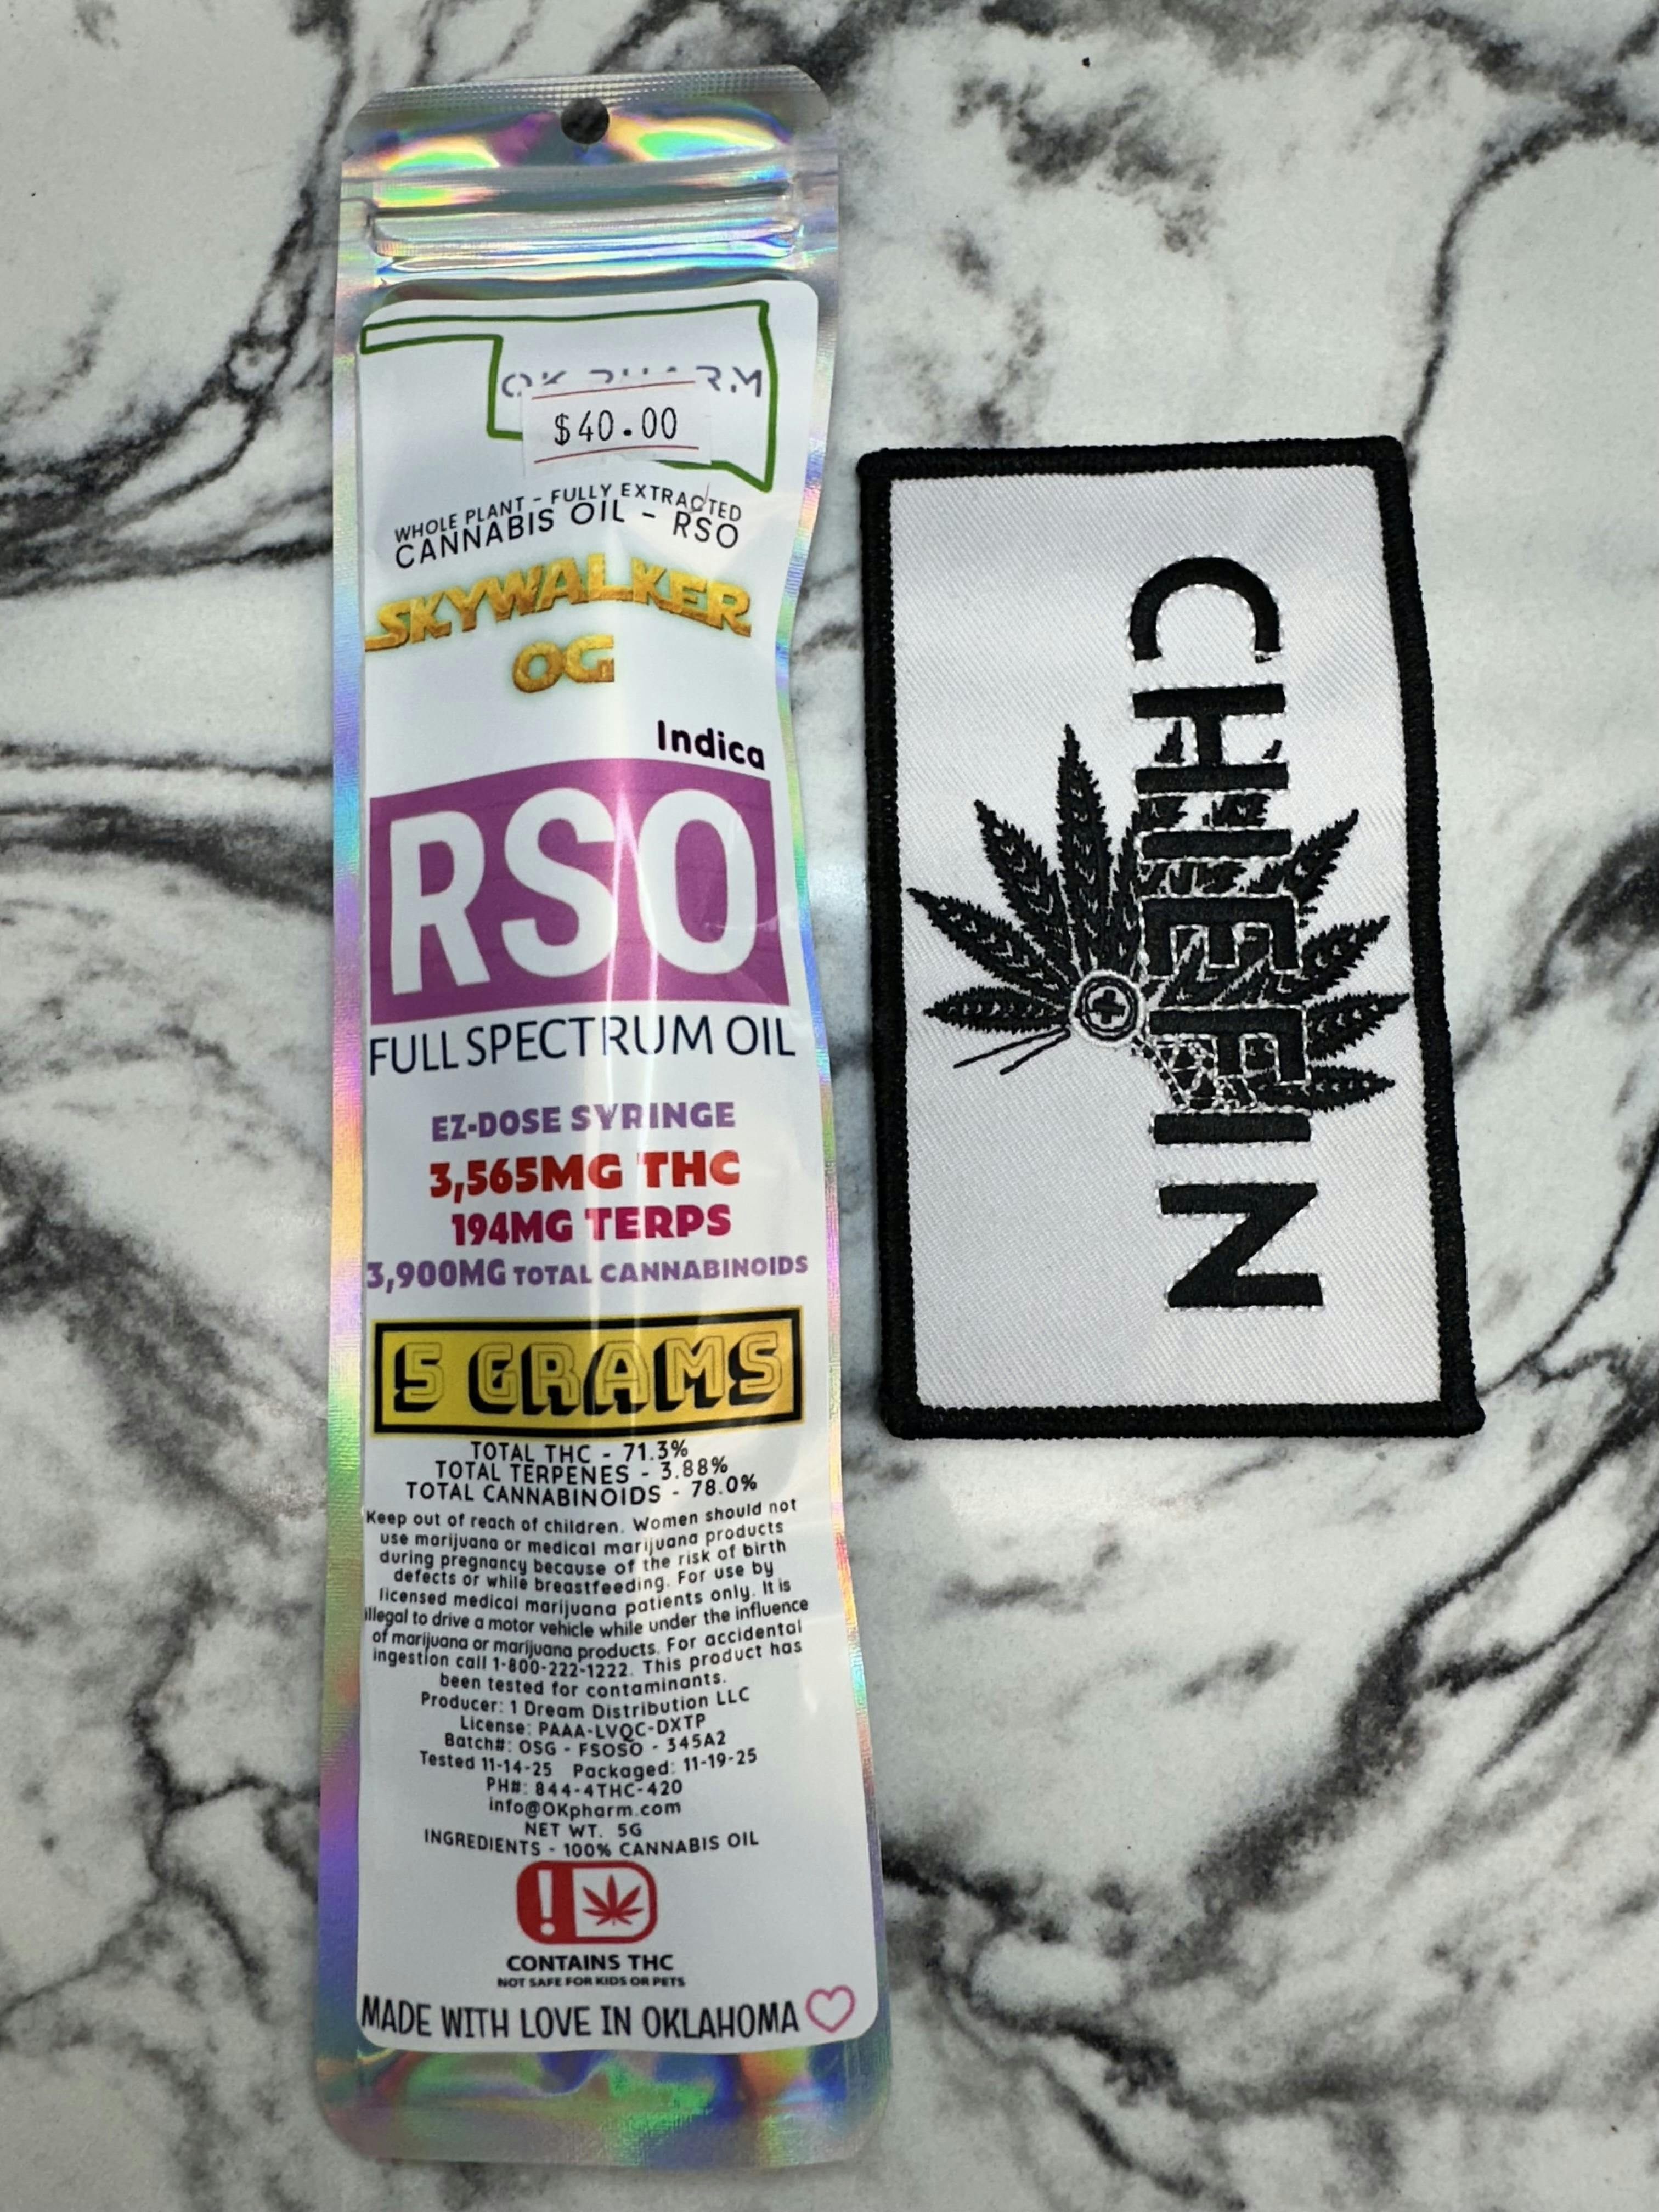 OK PHARM
$40.00
WHOLE PLANT - FULLY EXTRACTED
CANNABIS OIL - RSO
SKYWALKER
OG
Indica
RSO
FULL SPECTRUM OIL
EZ-DOSE SYRINGE
3,565MG THC
194MG TERPS
3,900MG TOTAL CANNABINOIDS
5 GRAMS
TOTAL THC - 71.3%
TOTAL TERPENES - 3.88%
TOTAL CANNABINOIDS - 78.0%
Keep out of reach of children. Women should not
use marijuana or medical marijuana products
during pregnancy because of the risk of birth
defects or while breastfeeding. For use by
licensed medical marijuana patients only. It is
illegal to drive a motor vehicle while under the influence
of marijuana or marijuana products. For accidental
ingestion call 1-800-222-1222. This product has
been tested for contaminants.
Producer: 1 Dream Distribution LLC
License: PAAA-LVQC-DXTP
Batch#: OSG - FSOSO - 345A2
Tested 11-14-25 Packaged: 11-19-25
PH#: 844-4THC-420
info@OKpharm.com
NET WT. 5G
INGREDIENTS - 100% CANNABIS OIL
!
CONTAINS THC
NOT SAFE FOR KIDS OR PETS
MADE WITH LOVE IN OKLAHOMA
CHIEFIN